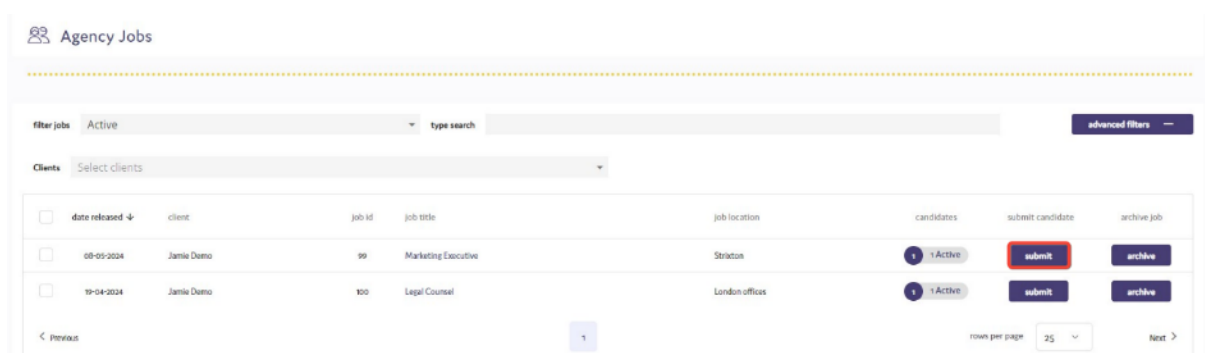 Agency Jobs
filter jobs Active type search advanced filters —
Clients Select clients
date released ↓ client job id job title job location candidates submit candidate archive job
08-05-2024 Jamie Demo 99 Marketing Executive Strixton 1 1 Active submit archive
19-04-2024 Jamie Demo 100 Legal Counsel London offices 1 1 Active submit archive
< Previous 1 rows per page 25 Next >